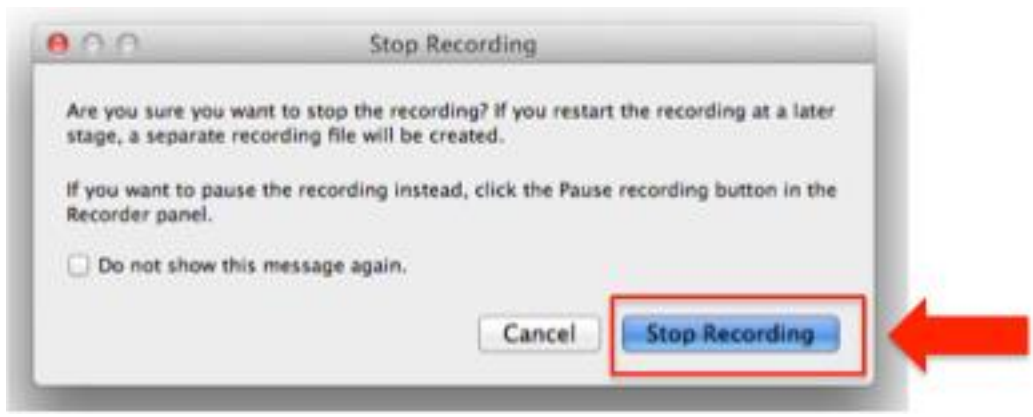 Stop Recording
Are you sure you want to stop the recording? If you restart the recording at a later
stage, a separate recording file will be created.
If you want to pause the recording instead, click the Pause recording button in the
Recorder panel.
Do not show this message again.
Cancel
Stop Recording